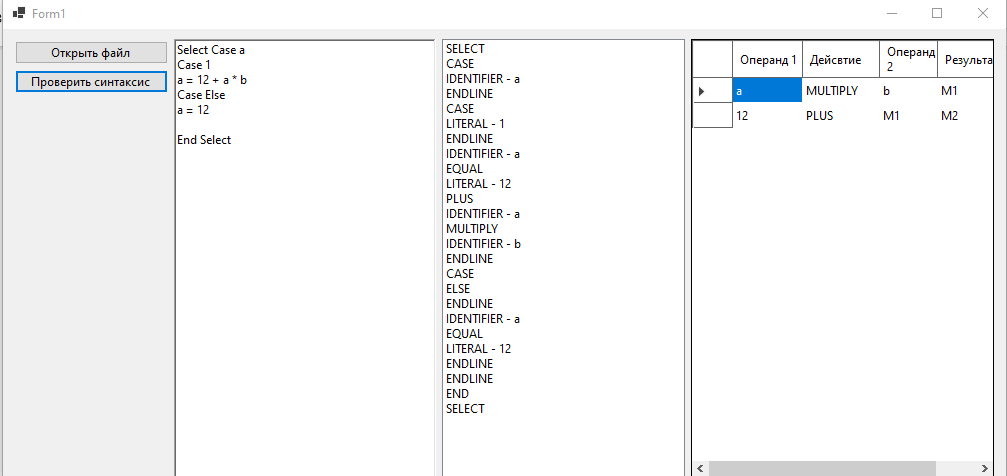 Form1
Открыть файл
Проверить синтаксис
Select Case a
Case 1
a = 12 + a * b
Case Else
a = 12
End Select
SELECT
CASE
IDENTIFIER - a
ENDLINE
CASE
LITERAL - 1
ENDLINE
IDENTIFIER - a
EQUAL
LITERAL - 12
PLUS
IDENTIFIER - a
MULTIPLY
IDENTIFIER - b
ENDLINE
CASE
ELSE
ENDLINE
IDENTIFIER - a
EQUAL
LITERAL - 12
ENDLINE
ENDLINE
END
SELECT
Операнд 1 Дейсвтие Операнд 2 Результа
a MULTIPLY b M1
12 PLUS M1 M2